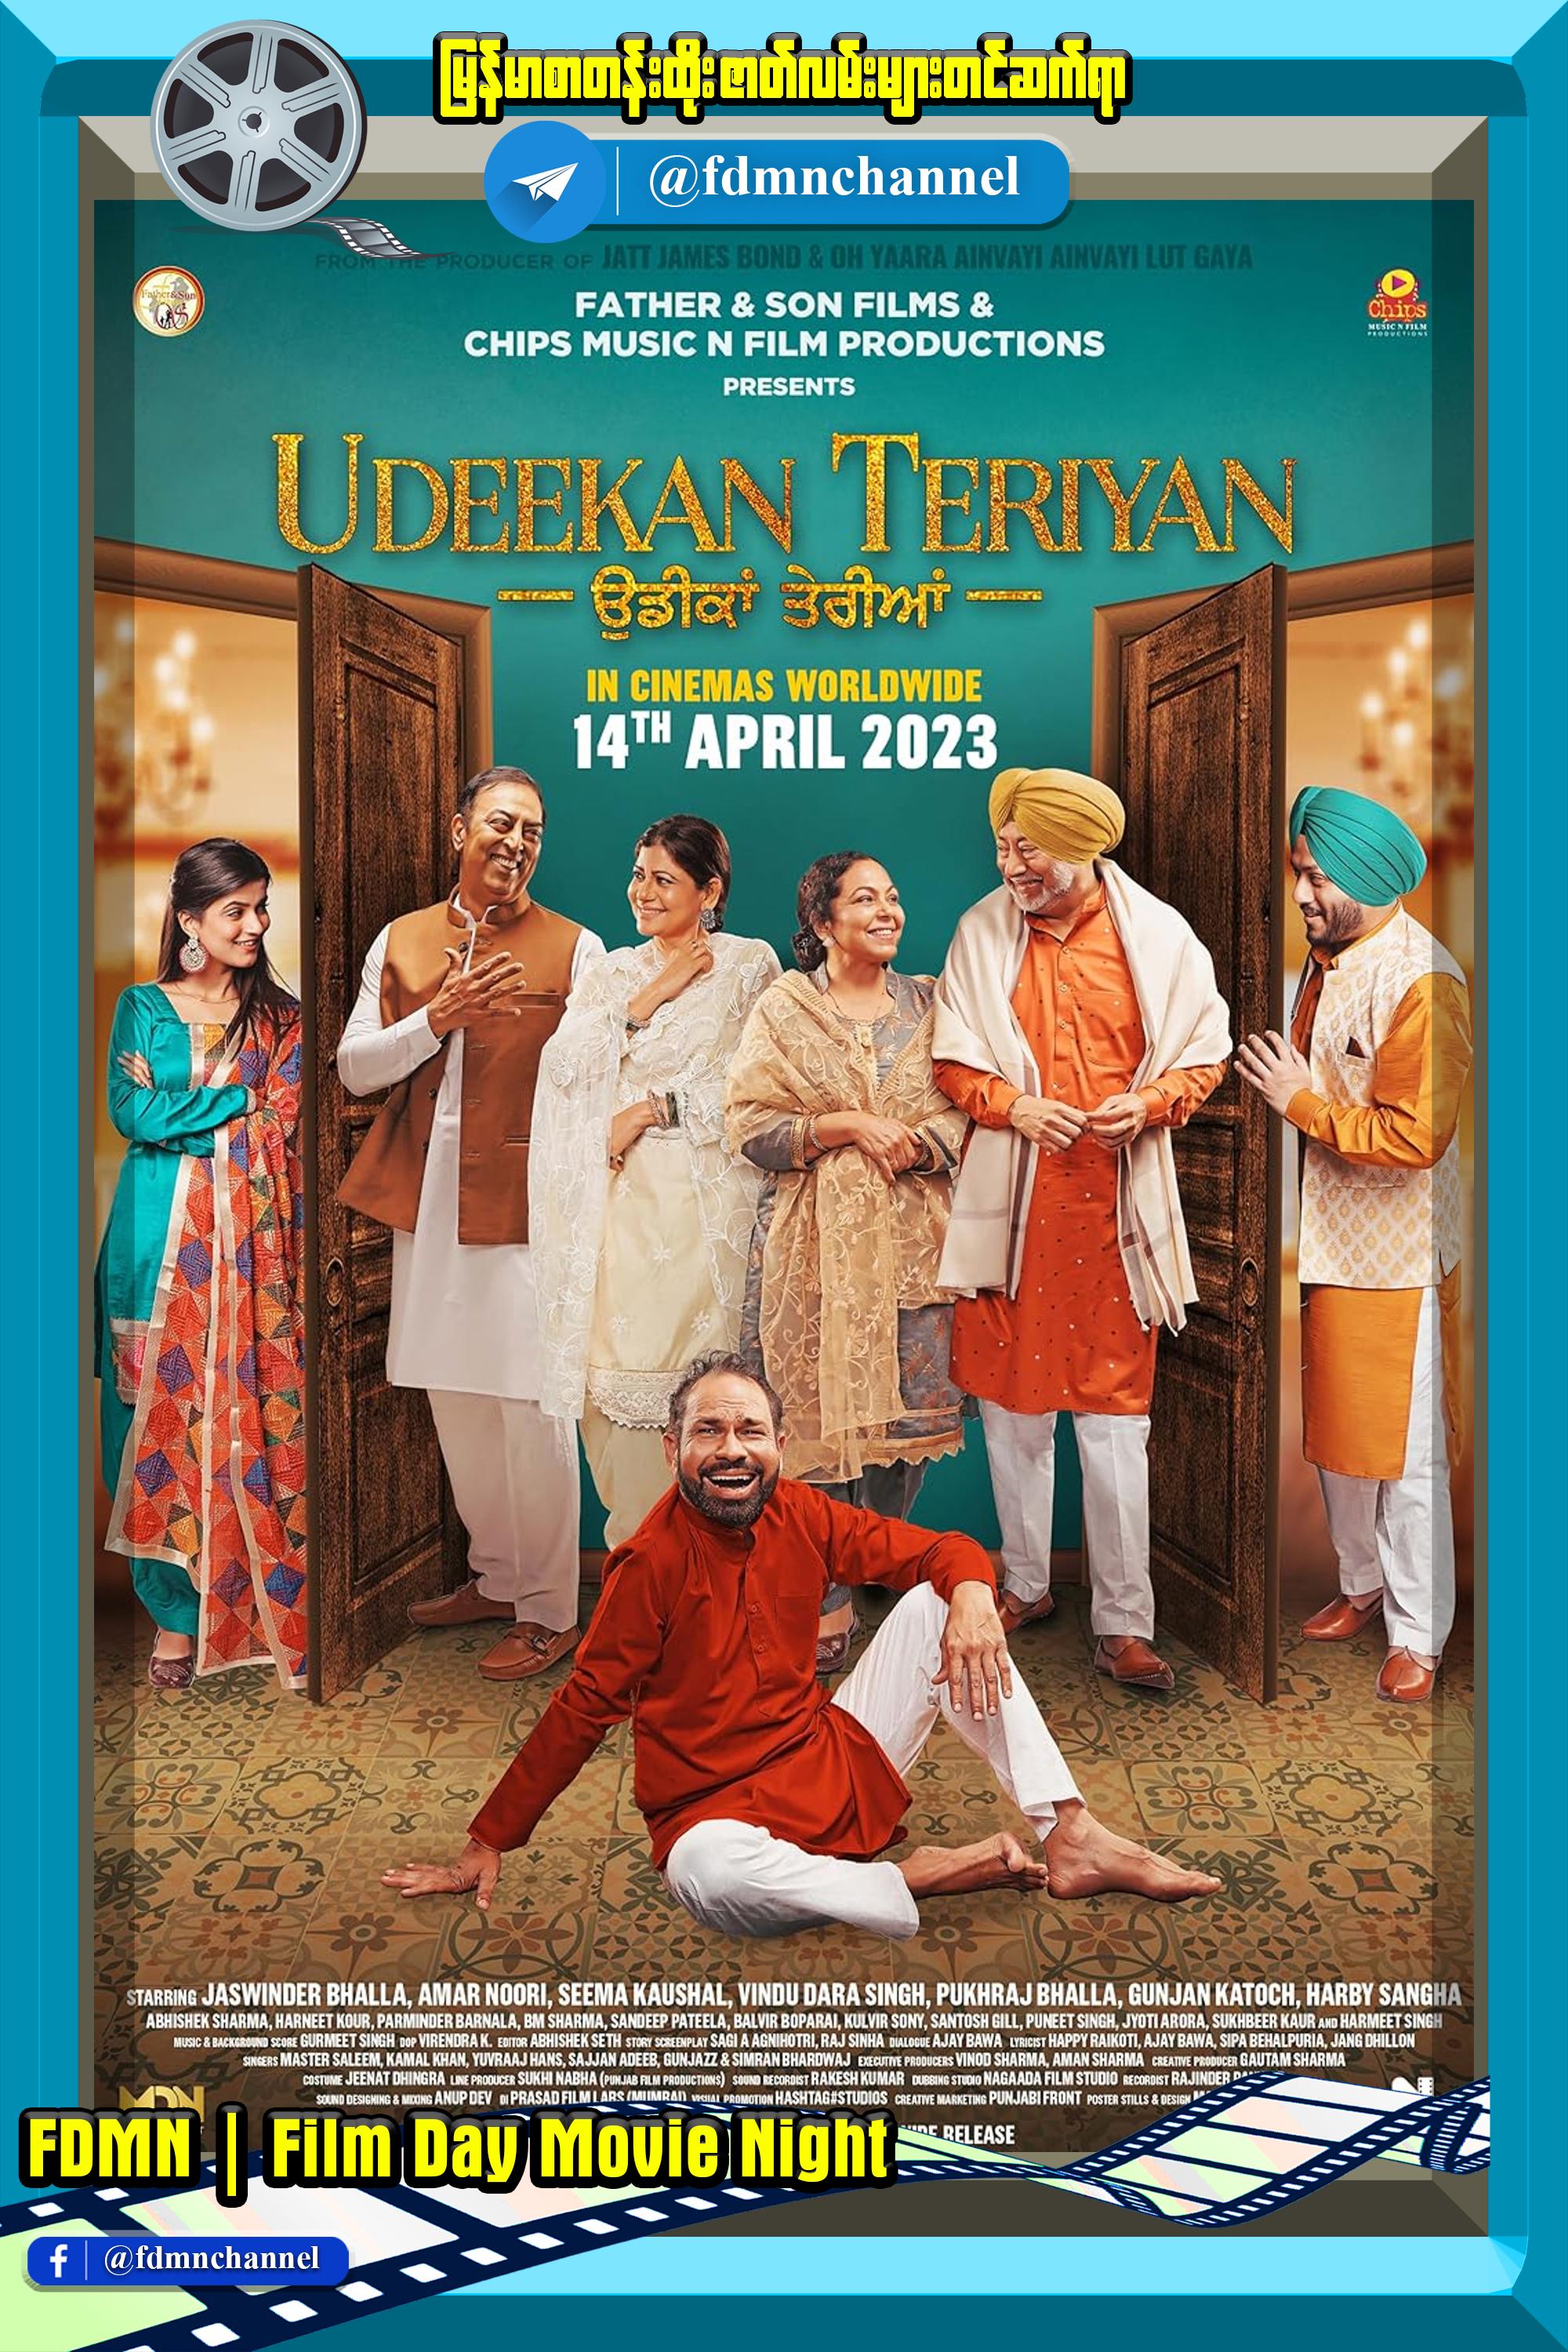 မြန်မာစာတန်းထိုး ဇာတ်လမ်းများတင်ဆက်ရာ
@fdmnchannel
FROM THE PRODUCER OF JATT JAMES BOND & OH YAARA AINVAYI AINVAYI LUT GAYA
Father & Son
Chips
MUSIC N FILM
PRODUCTIONS
FATHER & SON FILMS &
CHIPS MUSIC N FILM PRODUCTIONS
PRESENTS
UDEEKAN TERIYAN
ਉਡੀਕਾਂ ਤੇਰੀਆਂ
IN CINEMAS WORLDWIDE
14TH APRIL 2023
STARRING JASWINDER BHALLA, AMAR NOORI, SEEMA KAUSHAL, VINDU DARA SINGH, PUKHRAJ BHALLA, GUNJAN KATOCH, HARBY SANGHA
ABHISHEK SHARMA, HARNEET KOUR, PARMINDER BARNALA, BM SHARMA, SANDEEP PATEELA, BALVIR BOPARAI, KULVIR SONY, SANTOSH GILL, PUNEET SINGH, JYOTI ARORA, SUKHBEER KAUR AND HARMEET SINGH
MUSIC & BACKGROUND SCORE GURMEET SINGH DOP VIRENDRA K. EDITOR ABHISHEK SETH STORY SCREENPLAY SAGI A AGNIHOTRI, RAJ SINHA DIALOGUE AJAY BAWA LYRICIST HAPPY RAIKOTI, AJAY BAWA, SIPA BEHALPURIA, JANG DHILLON
SINGERS MASTER SALEEM, KAMAL KHAN, YUVRAAJ HANS, SAJJAN ADEEB, GUNJAZZ & SIMRAN BHARDWAJ EXECUTIVE PRODUCERS VINOD SHARMA, AMAN SHARMA CREATIVE PRODUCER GAUTAM SHARMA
COSTUME JEENAT DHINGRA LINE PRODUCER SUKHI NABHA (PUNJAB FILM PRODUCTIONS) SOUND RECORDIST RAKESH KUMAR DUBBING STUDIO NAGAADA FILM STUDIO RECORDIST RAJINDER
SOUND DESIGNING & MIXING ANUP DEV DI PRASAD FILM LABS (MUMBAI) VISUAL PROMOTION HASHTAG#STUDIOS CREATIVE MARKETING PUNJABI FRONT POSTER STILLS & DESIGN
RELEASE
FDMN | Film Day Movie Night
@fdmnchannel